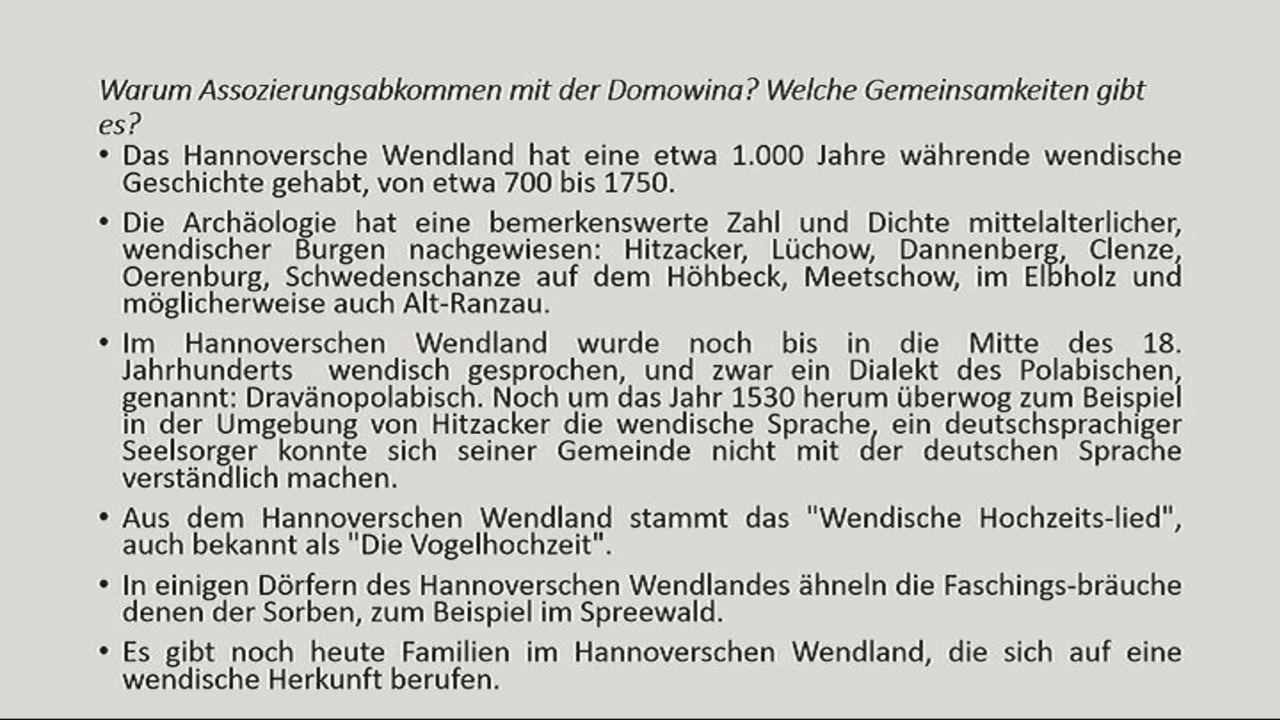 Warum Assozierungsabkommen mit der Domowina? Welche Gemeinsamkeiten gibt
es?
• Das Hannoversche Wendland hat eine etwa 1.000 Jahre währende wendische
Geschichte gehabt, von etwa 700 bis 1750.
• Die Archäologie hat eine bemerkenswerte Zahl und Dichte mittelalterlicher,
wendischer Burgen nachgewiesen: Hitzacker, Lüchow, Dannenberg, Clenze,
Oerenburg, Schwedenschanze auf dem Höhbeck, Meetschow, im Elbholz und
möglicherweise auch Alt-Ranzau.
• Im Hannoverschen Wendland wurde noch bis in die Mitte des 18.
Jahrhunderts wendisch gesprochen, und zwar ein Dialekt des Polabischen,
genannt: Dravänopolabisch. Noch um das Jahr 1530 herum überwog zum Beispiel
in der Umgebung von Hitzacker die wendische Sprache, ein deutschsprachiger
Seelsorger konnte sich seiner Gemeinde nicht mit der deutschen Sprache
verständlich machen.
• Aus dem Hannoverschen Wendland stammt das "Wendische Hochzeits-lied",
auch bekannt als "Die Vogelhochzeit".
• In einigen Dörfern des Hannoverschen Wendlandes ähneln die Faschings-bräuche
denen der Sorben, zum Beispiel im Spreewald.
• Es gibt noch heute Familien im Hannoverschen Wendland, die sich auf eine
wendische Herkunft berufen.